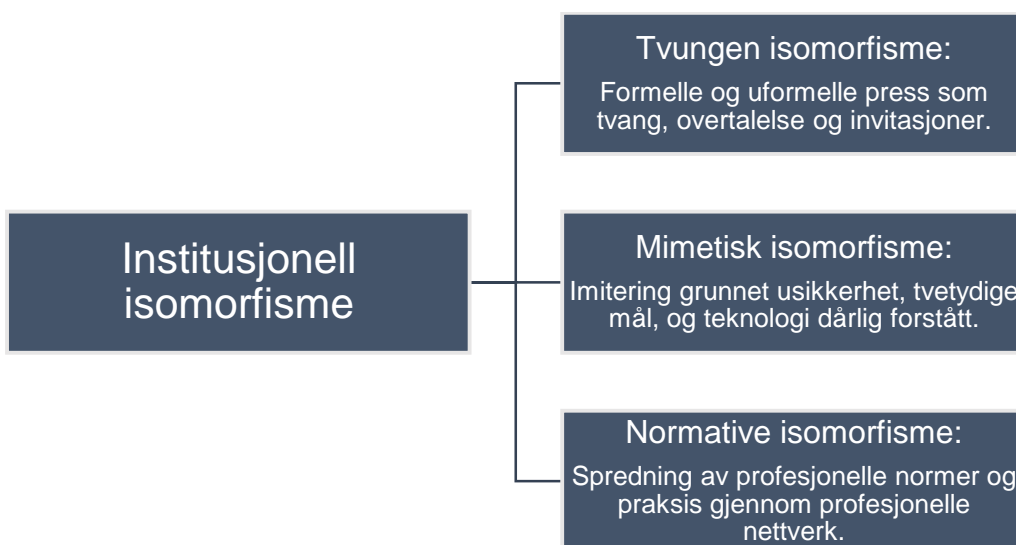 Institusjonell
isomorfisme
Tvungen isomorfisme:
Formelle og uformelle press som
tvang, overtalelse og invitasjoner.
Mimetisk isomorfisme:
Imitering grunnet usikkerhet, tvetydige
mål, og teknologi dårlig forstått.
Normative isomorfisme:
Spredning av profesjonelle normer og
praksis gjennom profesjonelle
nettverk.